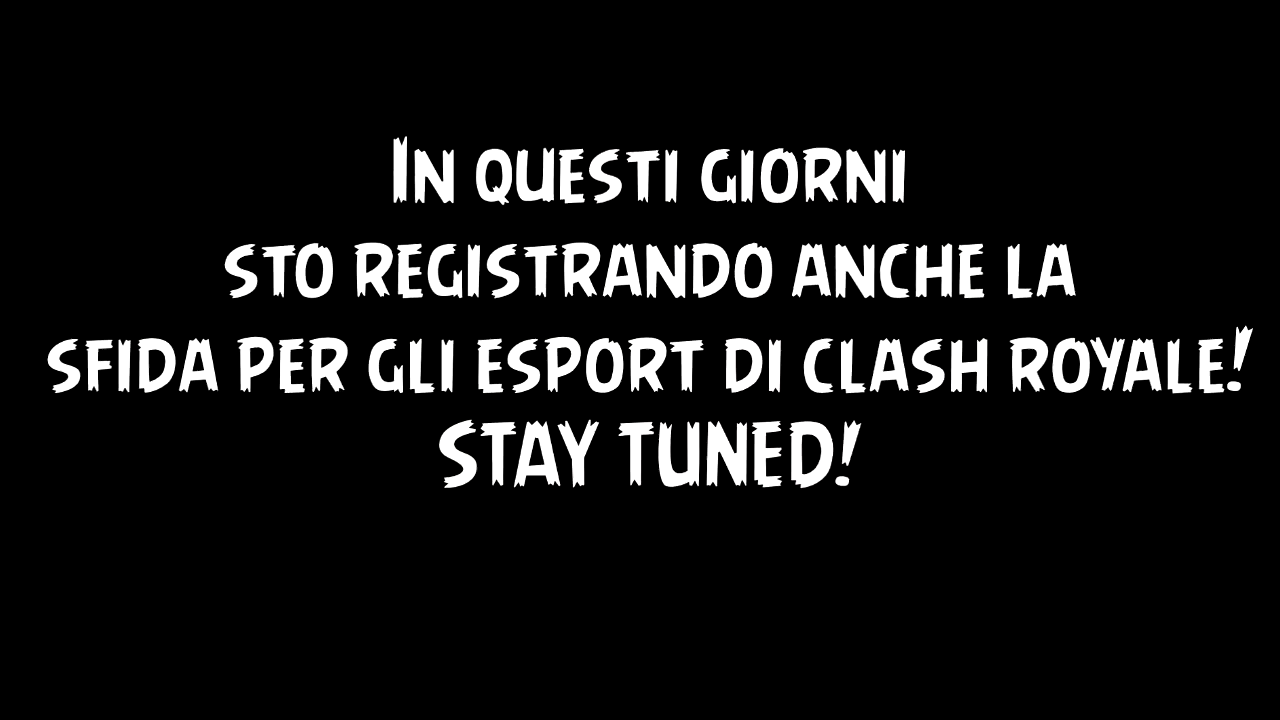 In questi giorni
sto registrando anche la
sfida per gli esport di clash royale!
STAY TUNED!